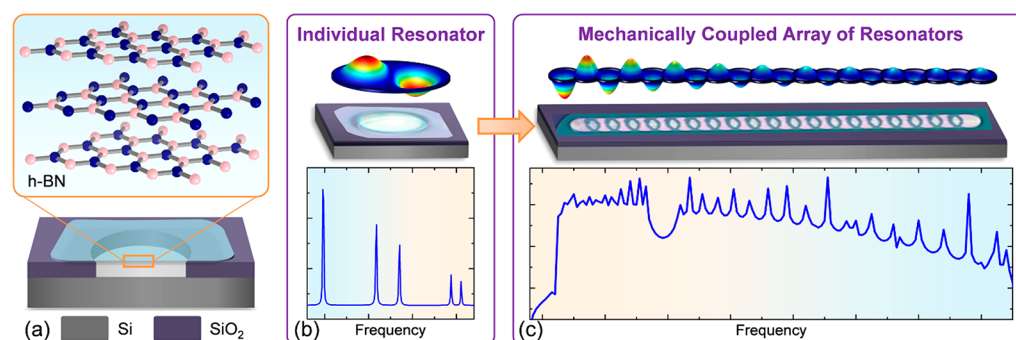 h-BN
(a)
Si
SiO₂
Individual Resonator
(b)
Frequency
Mechanically Coupled Array of Resonators
(c)
Frequency